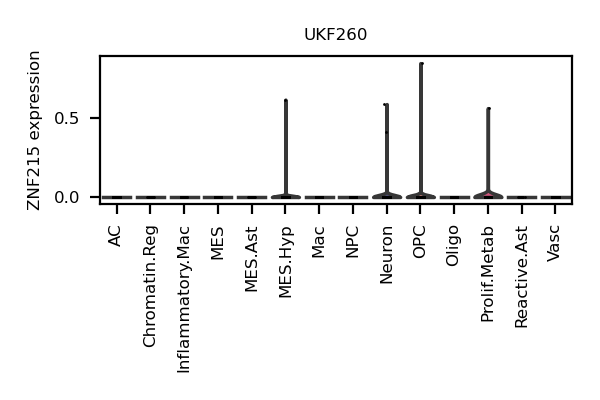 UKF260
ZNF215 expression
0.5
0.0
AC
Chromatin.Reg
Inflammatory.Mac
MES
MES.Ast
MES.Hyp
Mac
NPC
Neuron
OPC
Oligo
Prolif.Metab
Reactive.Ast
Vasc